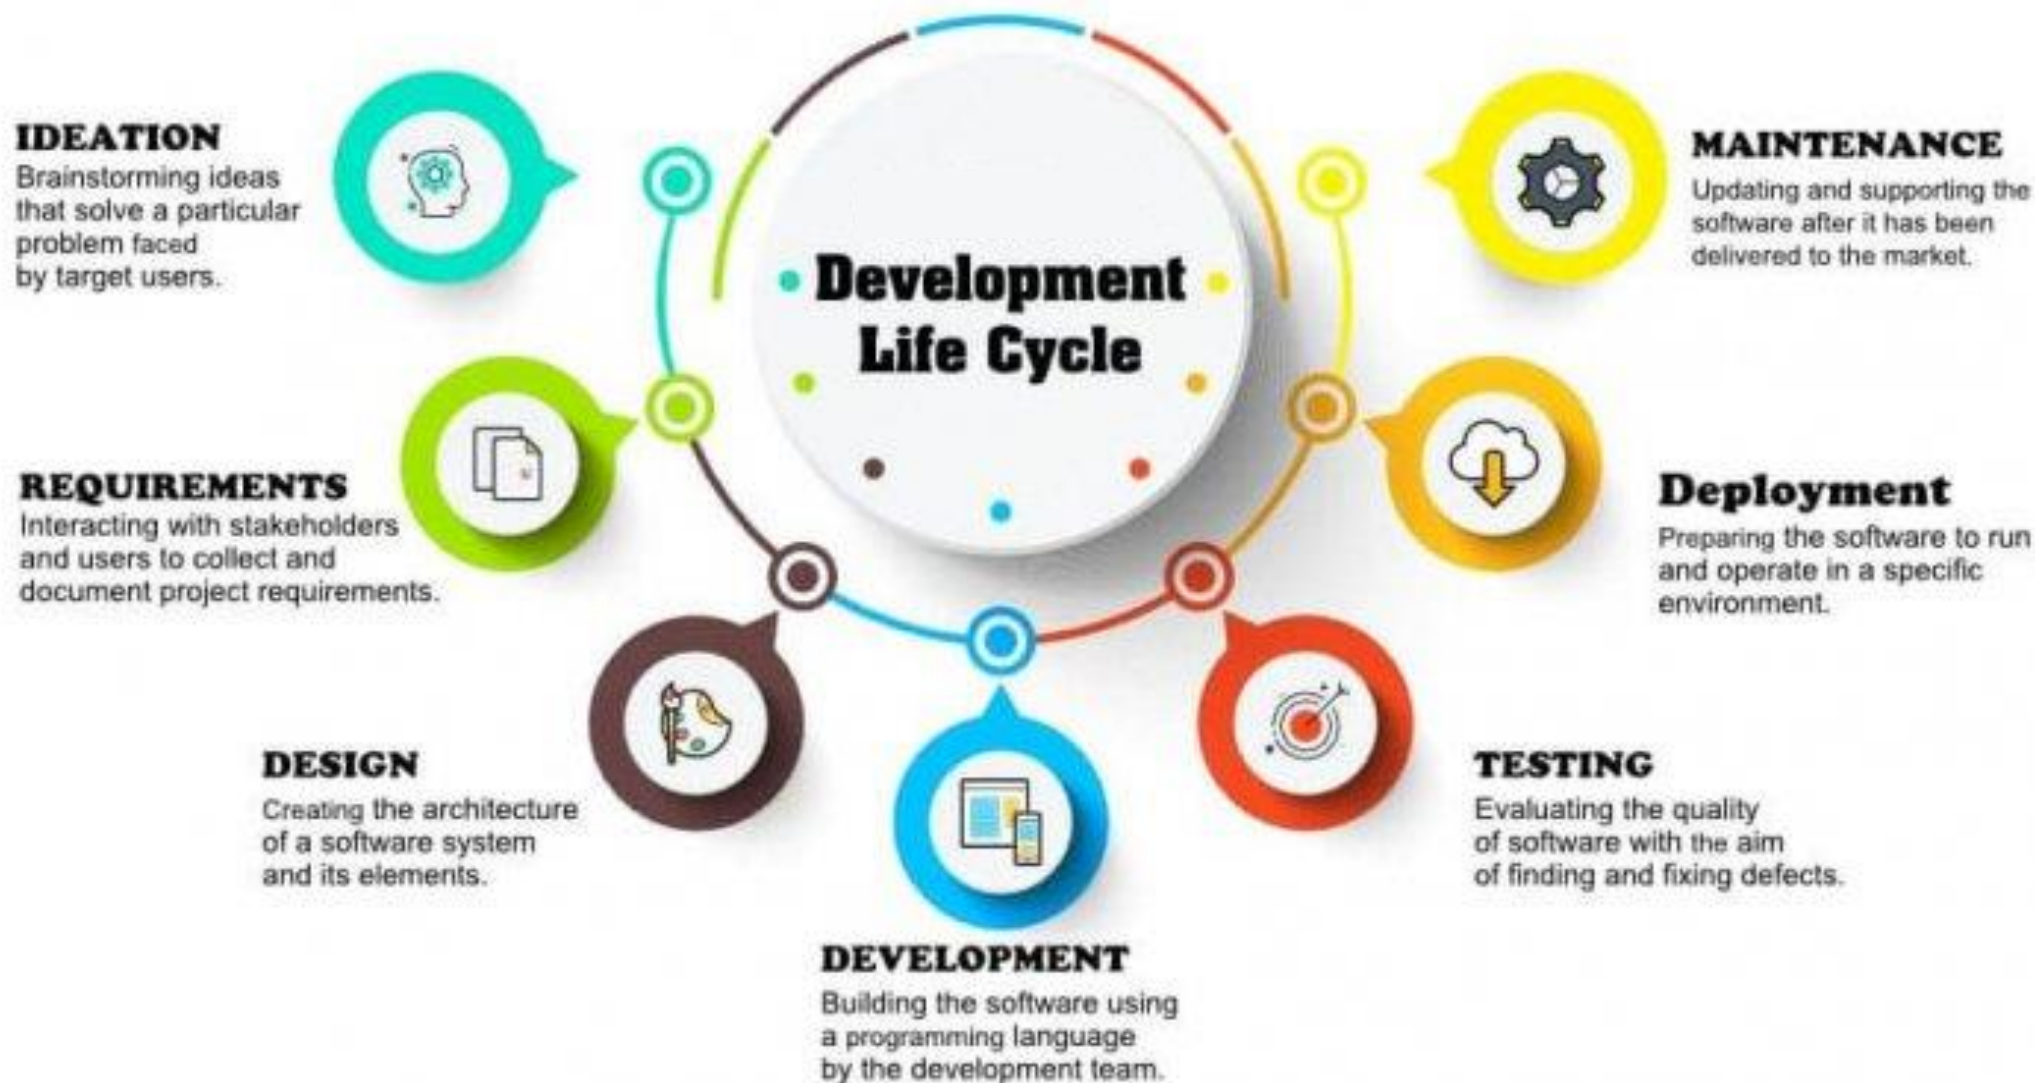 Development
Life Cycle
IDEATION
Brainstorming ideas
that solve a particular
problem faced
by target users.
REQUIREMENTS
Interacting with stakeholders
and users to collect and
document project requirements.
DESIGN
Creating the architecture
of a software system
and its elements.
DEVELOPMENT
Building the software using
a programming language
by the development team.
TESTING
Evaluating the quality
of software with the aim
of finding and fixing defects.
Deployment
Preparing the software to run
and operate in a specific
environment.
MAINTENANCE
Updating and supporting the
software after it has been
delivered to the market.